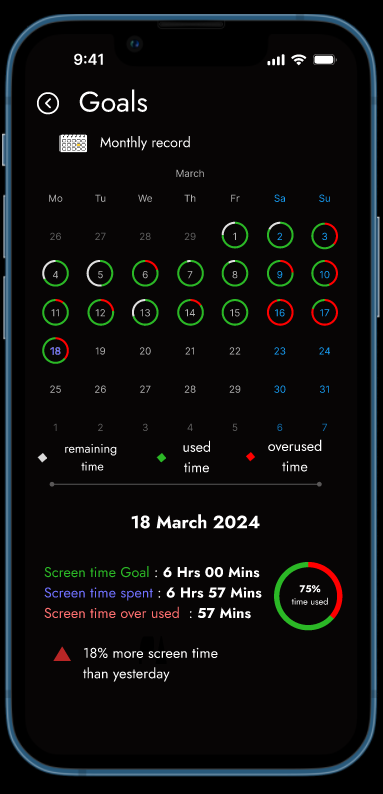 9:41
Goals
Monthly record
March
Mo Tu We Th Fr Sa Su
26 27 28 29 1 2 3
4 5 6 7 8 9 10
11 12 13 14 15 16 17
18 19 20 21 22 23 24
25 26 27 28 29 30 31
1 2 3 4 5 6 7
remaining time
used time
overused time
18 March 2024
Screen time Goal : 6 Hrs 00 Mins
Screen time spent : 6 Hrs 57 Mins
Screen time over used : 57 Mins
75%
time used
18% more screen time
than yesterday